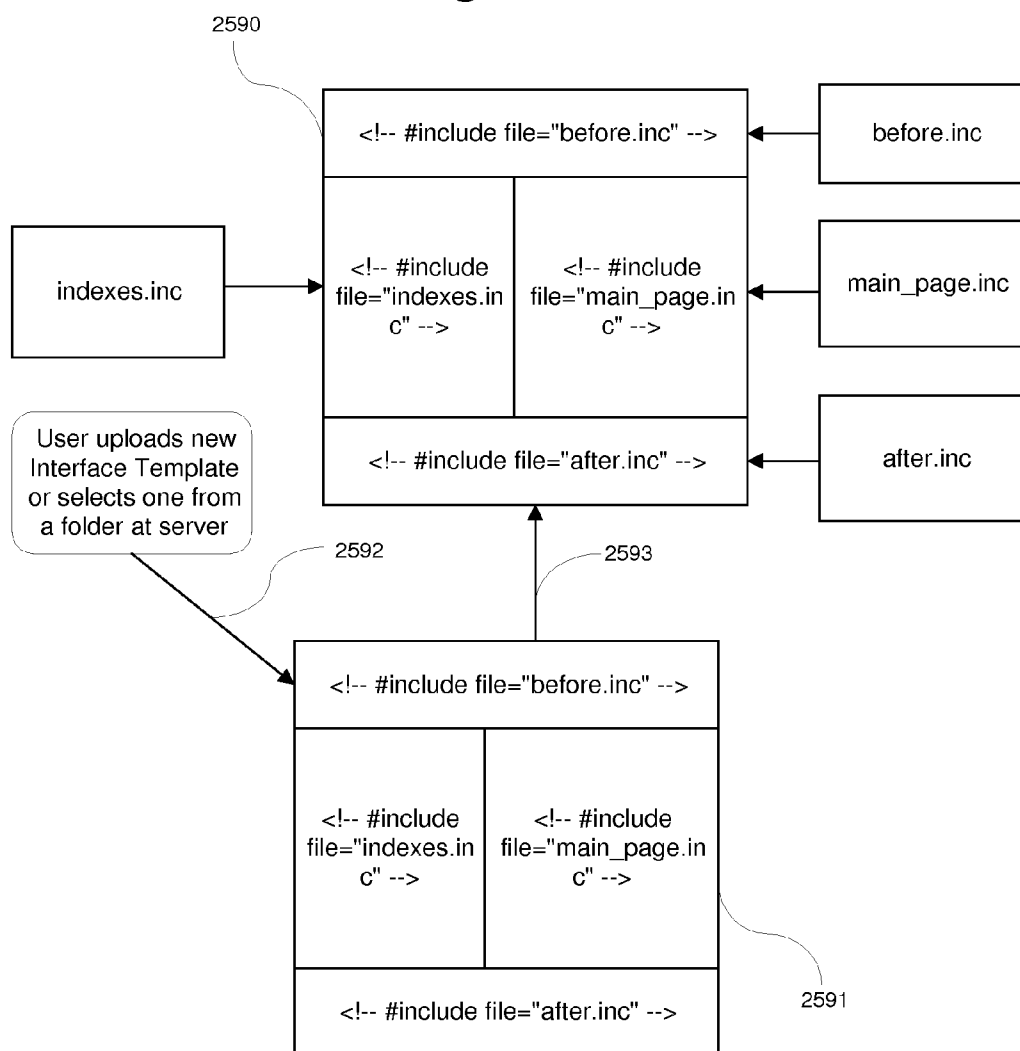 2590
<!-- #include file="before.inc" -->
before.inc
indexes.inc
<!-- #include
file="indexes.in
c" -->
<!-- #include
file="main_page.in
c" -->
main_page.inc
<!-- #include file="after.inc" -->
after.inc
User uploads new
Interface Template
or selects one from
a folder at server
2592
2593
<!-- #include file="before.inc" -->
<!-- #include
file="indexes.in
c" -->
<!-- #include
file="main_page.in
c" -->
2591
<!-- #include file="after.inc" -->